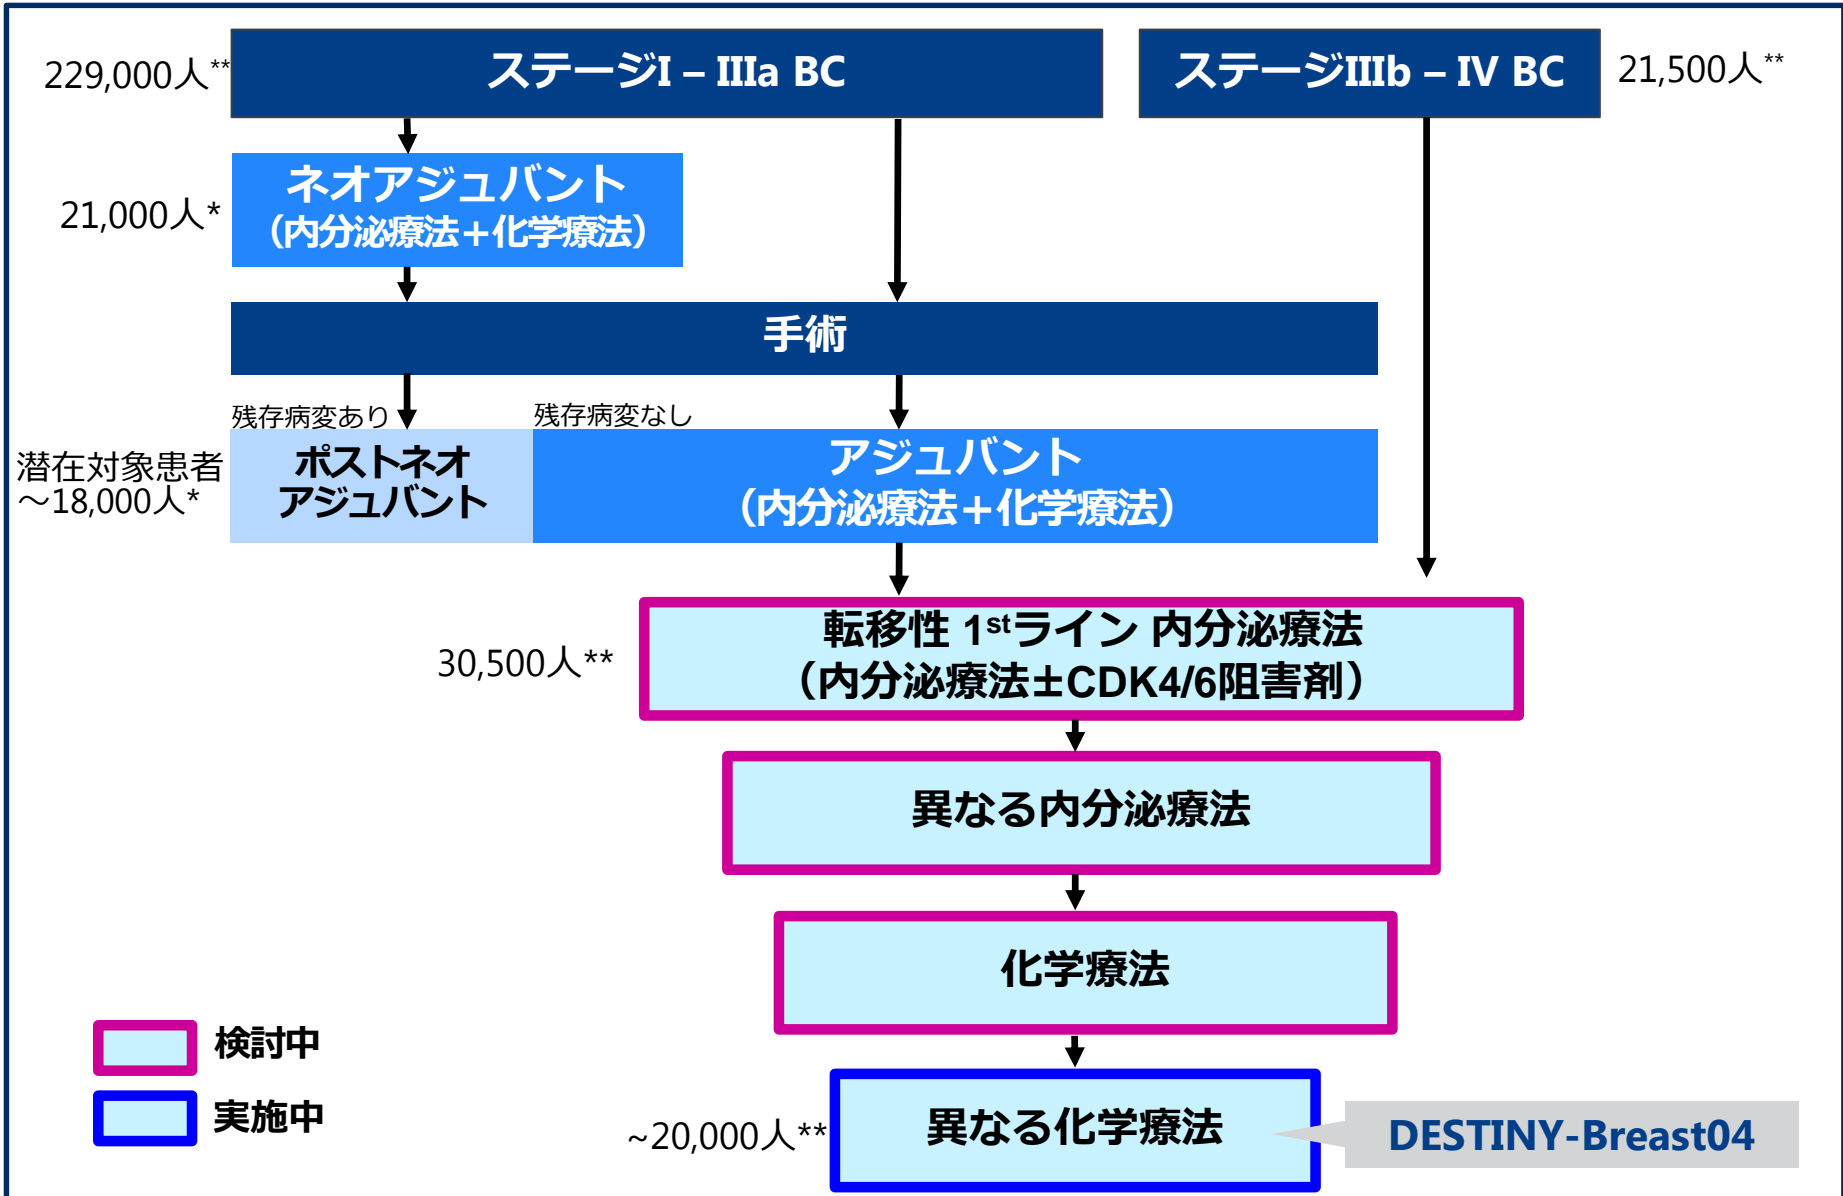 229,000人**
ステージI – IIIa BC
ステージIIIb – IV BC
21,500人**
ネオアジュバント
（内分泌療法＋化学療法）
21,000人*
手術
残存病変あり
残存病変なし
潜在対象患者
～18,000人*
ポストネオ
アジュバント
アジュバント
（内分泌療法＋化学療法）
30,500人**
転移性 1stライン 内分泌療法
（内分泌療法±CDK4/6阻害剤）
異なる内分泌療法
化学療法
検討中
実施中
~20,000人**
異なる化学療法
DESTINY-Breast04